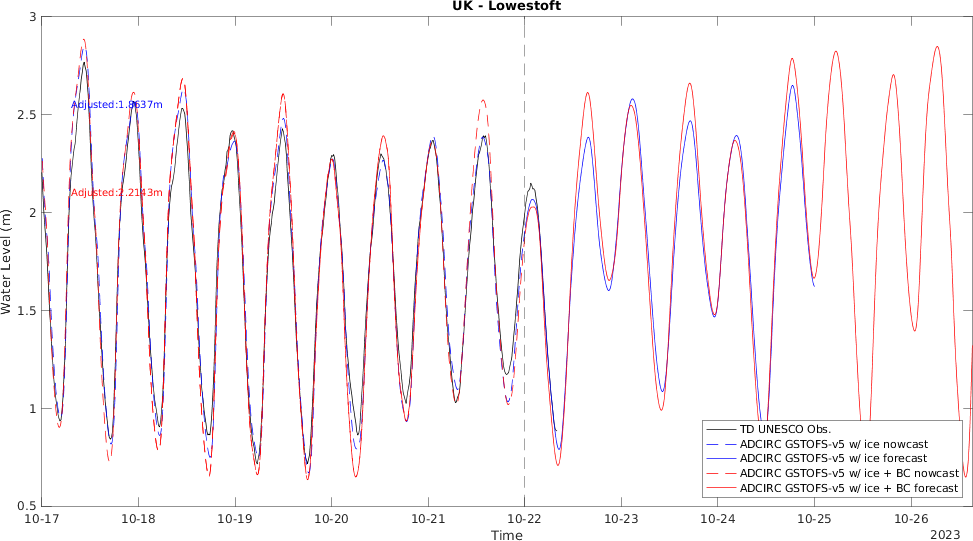 UK - Lowestoft
3
2.5
2
1.5
1
0.5
Water Level (m)
Adjusted:1.8637m
Adjusted:2.2143m
TD UNESCO Obs.
ADCIRC GSTOFS-v5 w/ ice nowcast
ADCIRC GSTOFS-v5 w/ ice forecast
ADCIRC GSTOFS-v5 w/ ice + BC nowcast
ADCIRC GSTOFS-v5 w/ ice + BC forecast
10-17 10-18 10-19 10-20 10-21 10-22 10-23 10-24 10-25 10-26
Time
2023